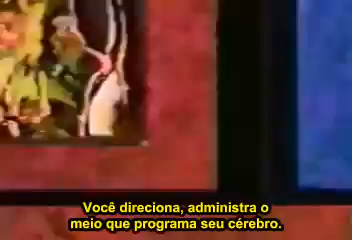 Você direciona, administra o
meio que programa seu cérebro.